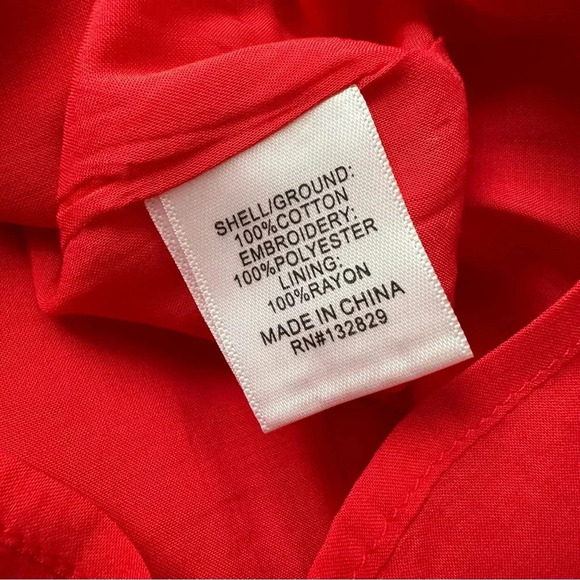 SHELL/GROUND:
100%COTTON
EMBROIDERY:
100%POLYESTER
LINING:
100%RAYON
MADE IN CHINA
RN#132829